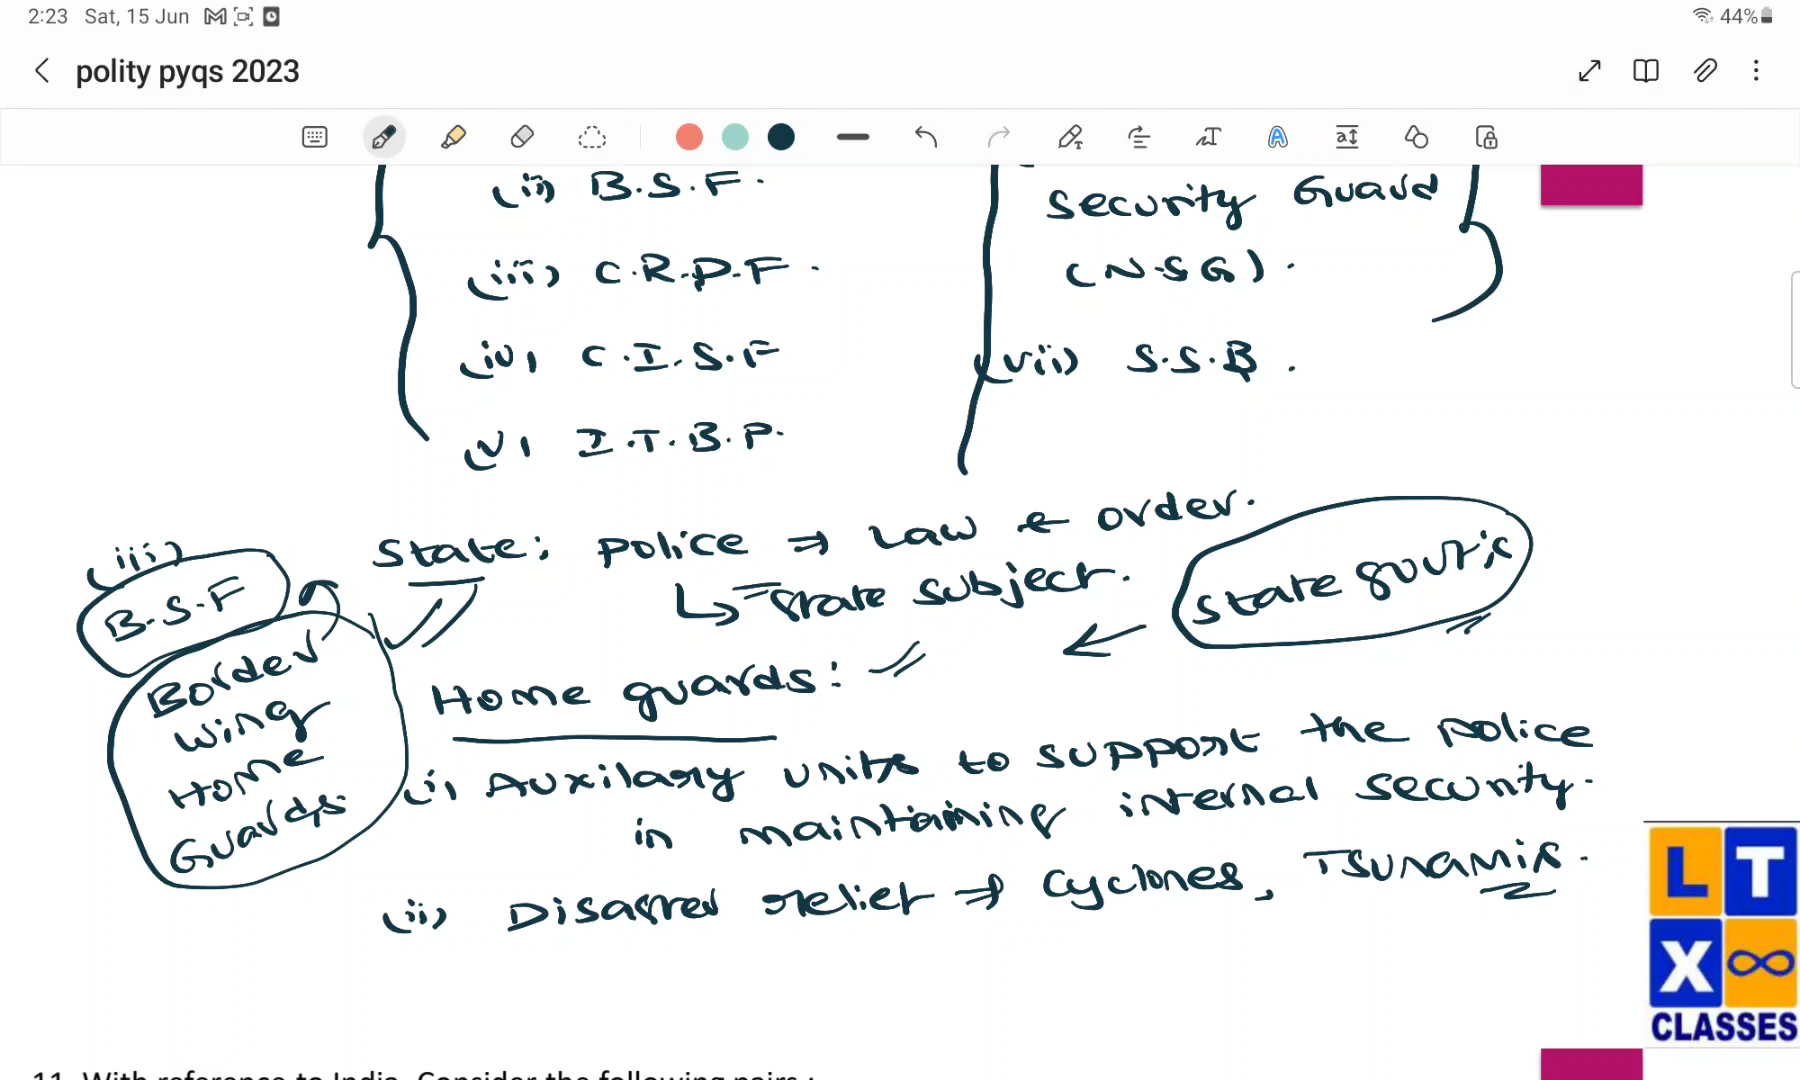 2:23 Sat, 15 Jun
44%
polity pyqs 2023
(ii) B.S.F.
(iii) C.R.P.F.
(iv) C.I.S.F
(v) I.T.B.P.
Security Guard
(N.S.G).
(vii) S.S.B.
State: Police ⇒ Law & order.
↳ State subject.
State govt's
(iii)
B.S.F
Border
Wing
Home
Guards
Home guards:
(i) Auxilary units to support the police
in maintaining internal security.
(ii) Disaster relief ⇒ Cyclones, Tsunamis.
LT
X∞
CLASSES
11. With reference to India, Consider the following pairs :